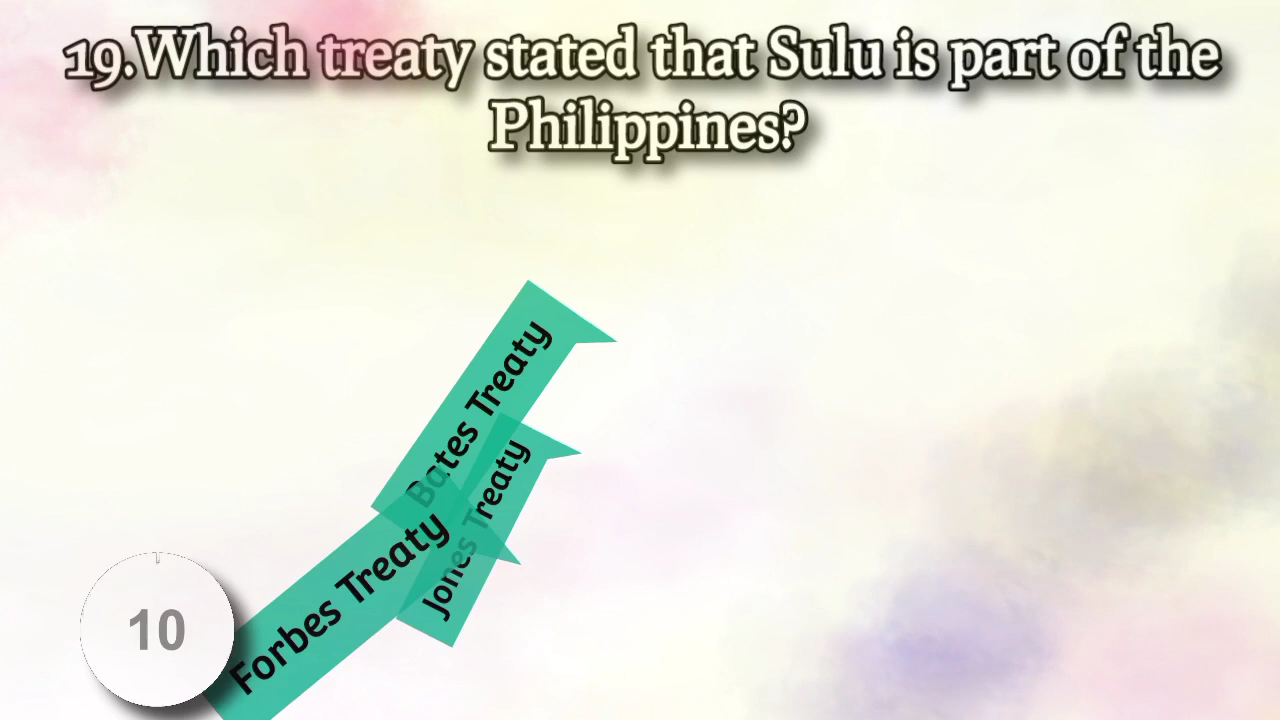 19.Which treaty stated that Sulu is part of the
Philippines?
Bates Treaty
Jones Treaty
Forbes Treaty
10